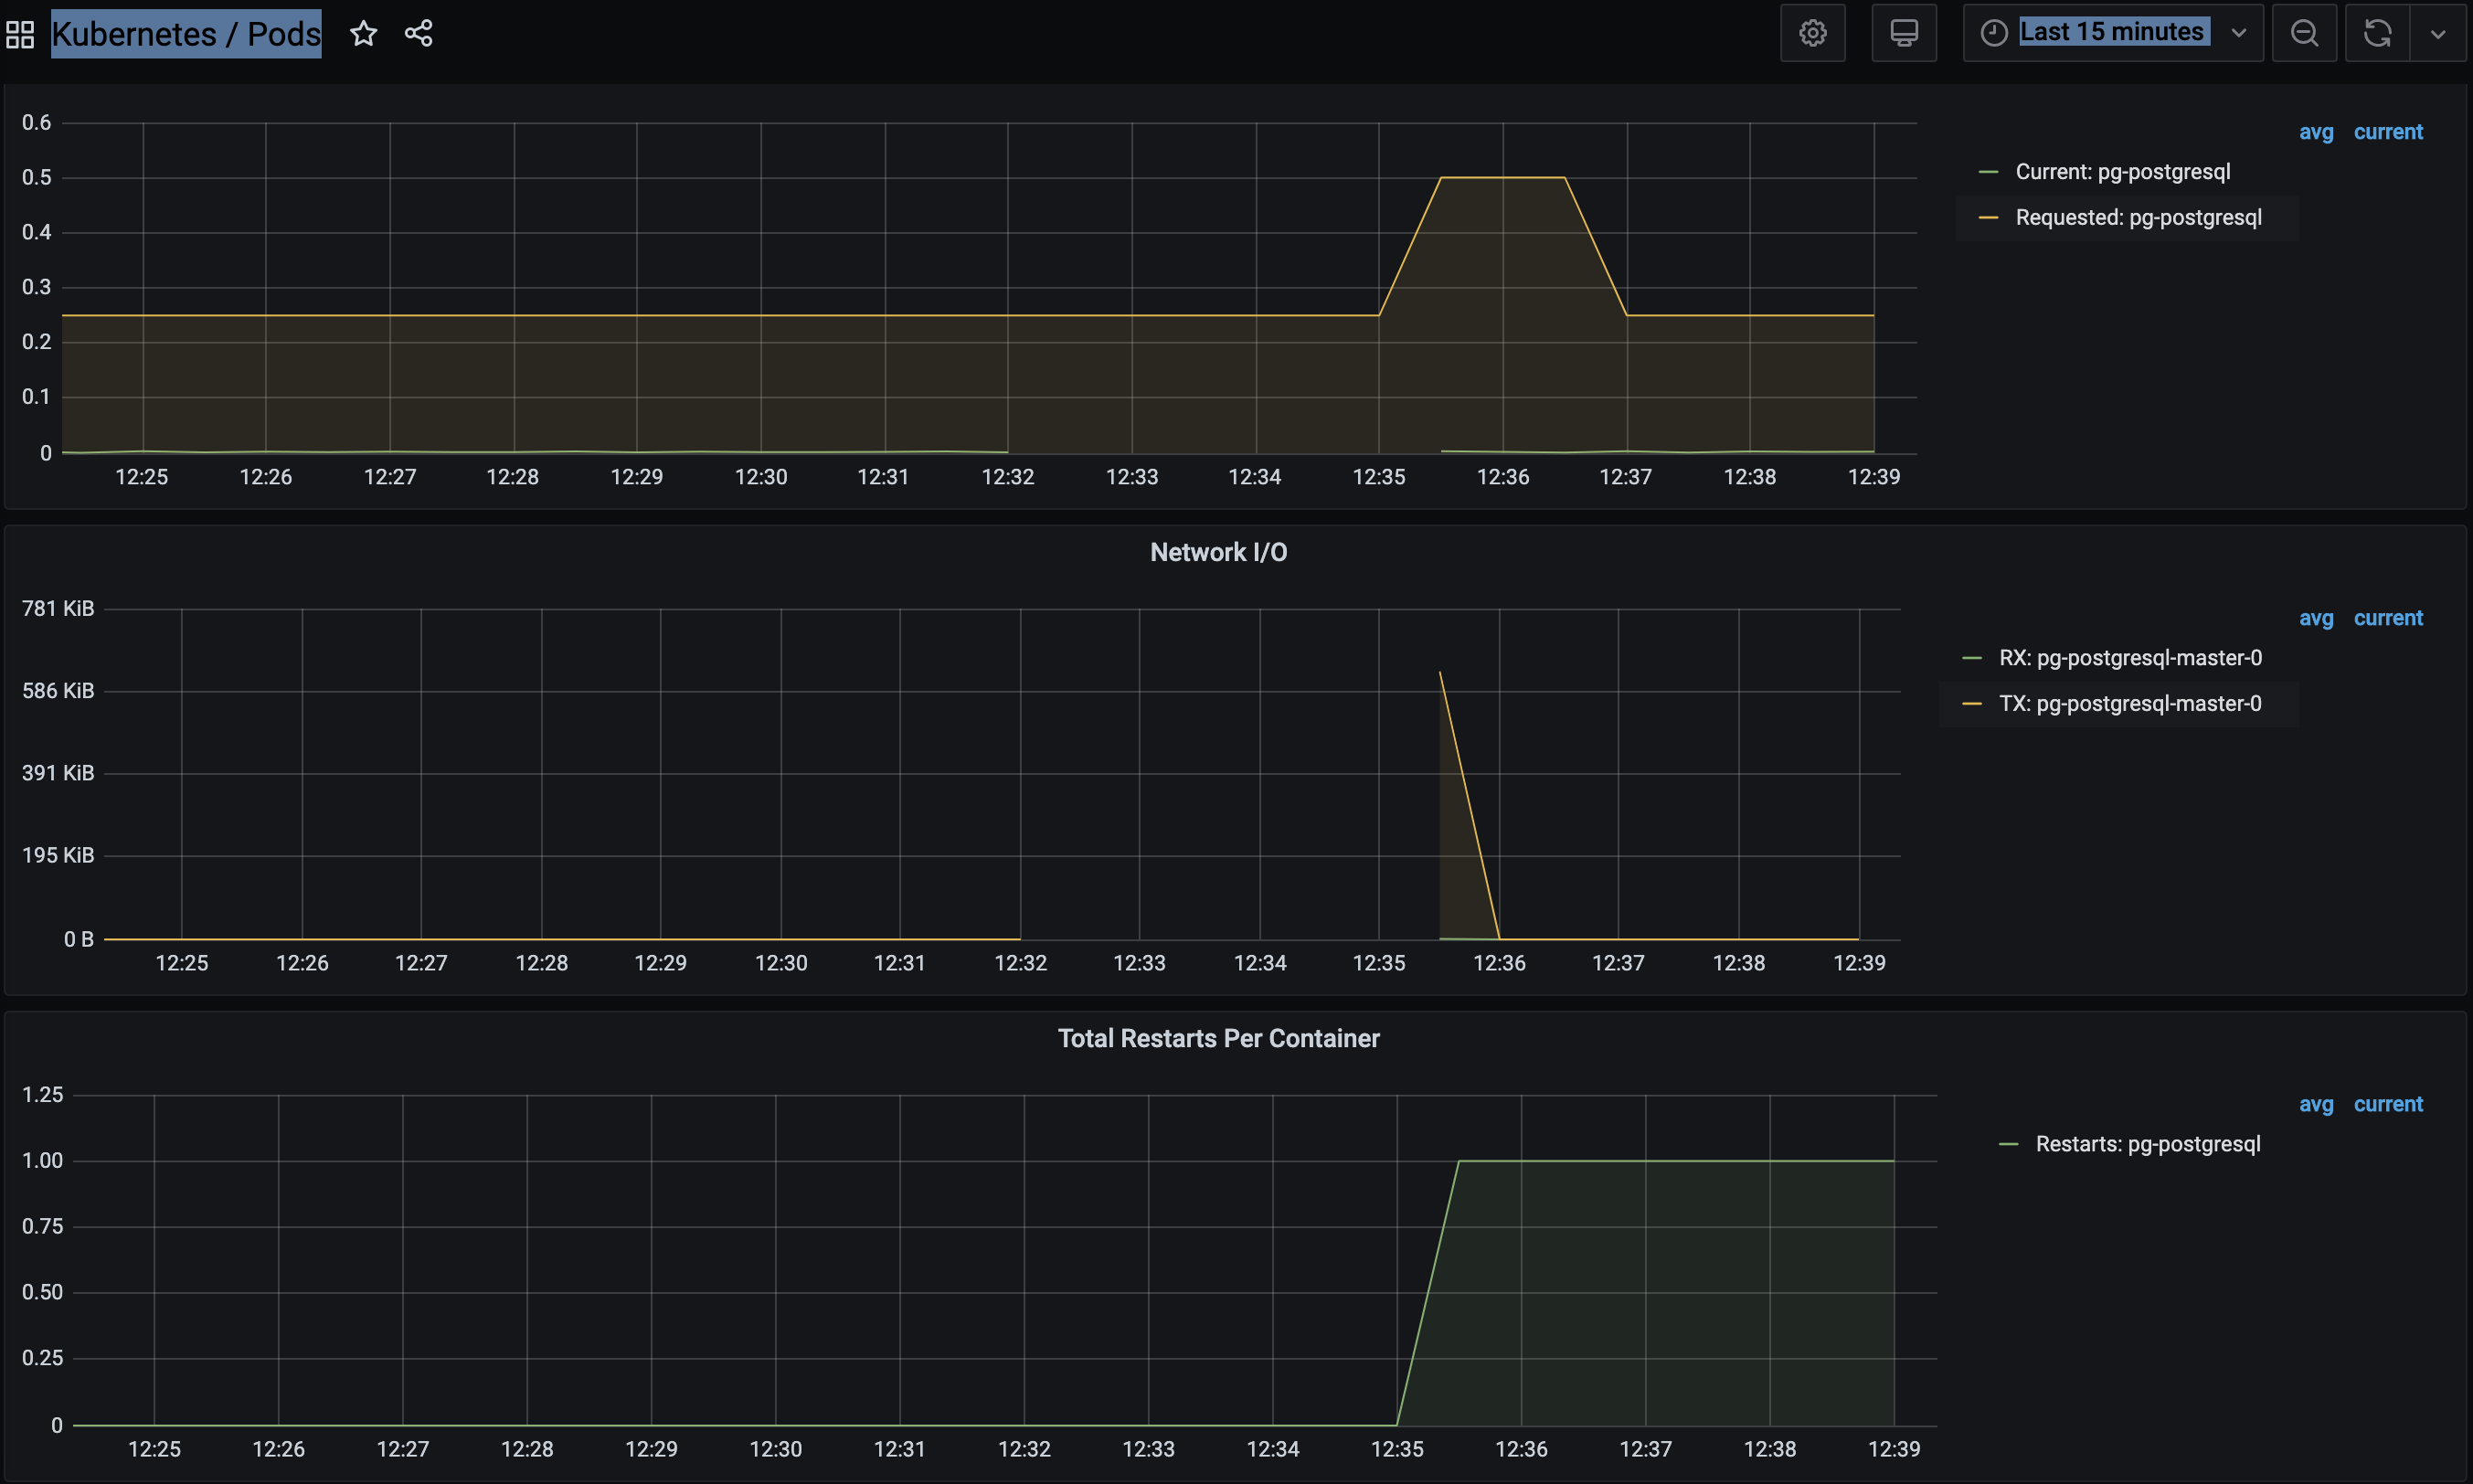 Kubernetes / Pods
Last 15 minutes
0.6
0.5
0.4
0.3
0.2
0.1
0
12:25 12:26 12:27 12:28 12:29 12:30 12:31 12:32 12:33 12:34 12:35 12:36 12:37 12:38 12:39
avg current
Current: pg-postgresql
Requested: pg-postgresql
Network I/O
781 KiB
586 KiB
391 KiB
195 KiB
0 B
12:25 12:26 12:27 12:28 12:29 12:30 12:31 12:32 12:33 12:34 12:35 12:36 12:37 12:38 12:39
avg current
RX: pg-postgresql-master-0
TX: pg-postgresql-master-0
Total Restarts Per Container
1.25
1.00
0.75
0.50
0.25
0
12:25 12:26 12:27 12:28 12:29 12:30 12:31 12:32 12:33 12:34 12:35 12:36 12:37 12:38 12:39
avg current
Restarts: pg-postgresql